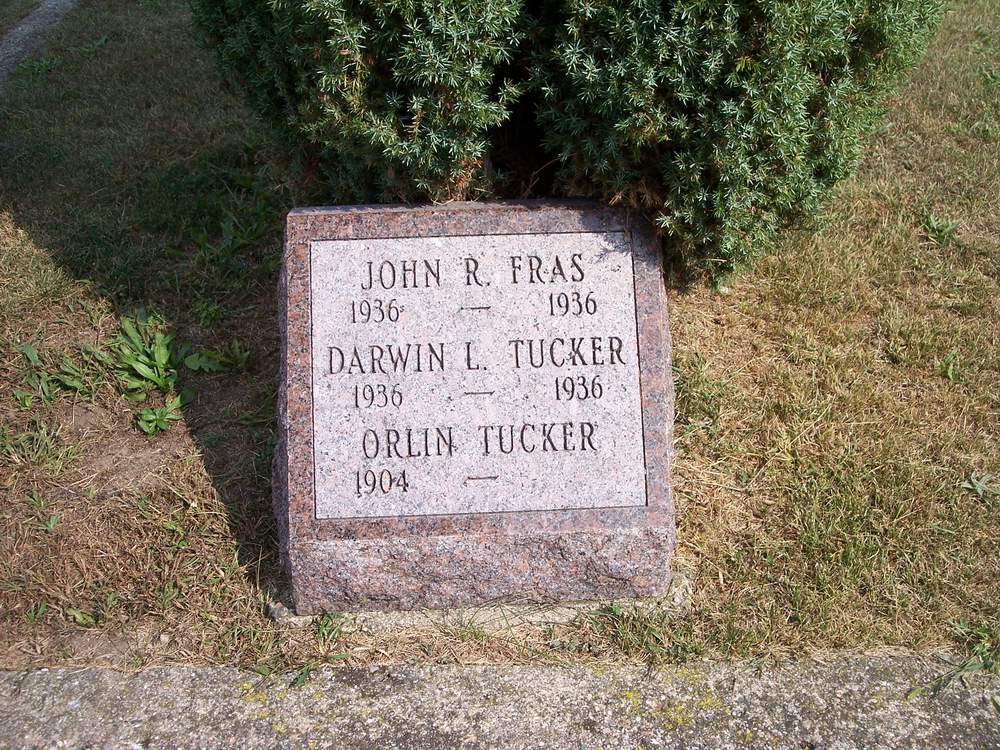 JOHN R. FRAS
1936 — 1936
DARWIN L. TUCKER
1936 — 1936
ORLIN TUCKER
1904 —